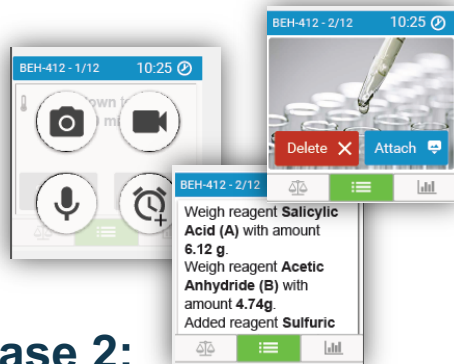 BEH-412 - 1/12 10:25
BEH-412 - 2/12 10:25
Delete Attach
BEH-412 - 2/12
Weigh reagent Salicylic
Acid (A) with amount
6.12 g.
Weigh reagent Acetic
Anhydride (B) with
amount 4.74g.
Added reagent Sulfuric
2: